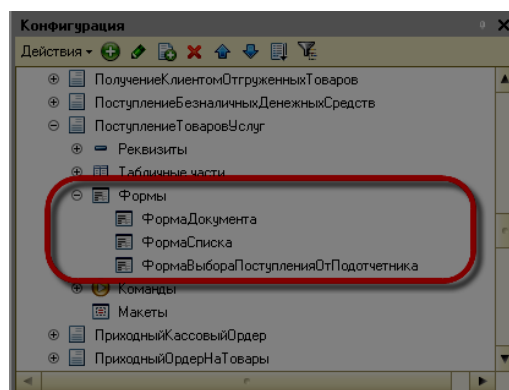 Конфигурация
Действия
ПолучениеКлиентомОтгруженныхТоваров
ПоступлениеБезналичныхДенежныхСредств
ПоступлениеТоваровУслуг
Реквизиты
Табличные части
Формы
ФормаДокумента
ФормаСписка
ФормаВыбораПоступленияОтПодотчетника
Команды
Макеты
ПриходныйКассовыйОрдер
ПриходныйОрдерНаТовары